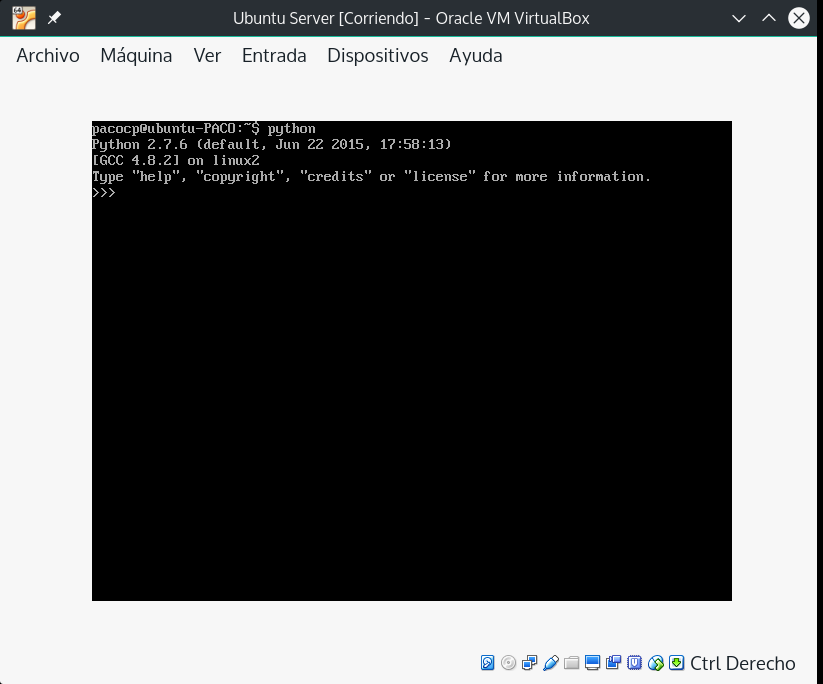 Ubuntu Server [Corriendo] - Oracle VM VirtualBox
Archivo Máquina Ver Entrada Dispositivos Ayuda
pacocp@ubuntu-PACO:~$ python
Python 2.7.6 (default, Jun 22 2015, 17:58:13)
[GCC 4.8.2] on linux2
Type "help", "copyright", "credits" or "license" for more information.
>>>
Ctrl Derecho